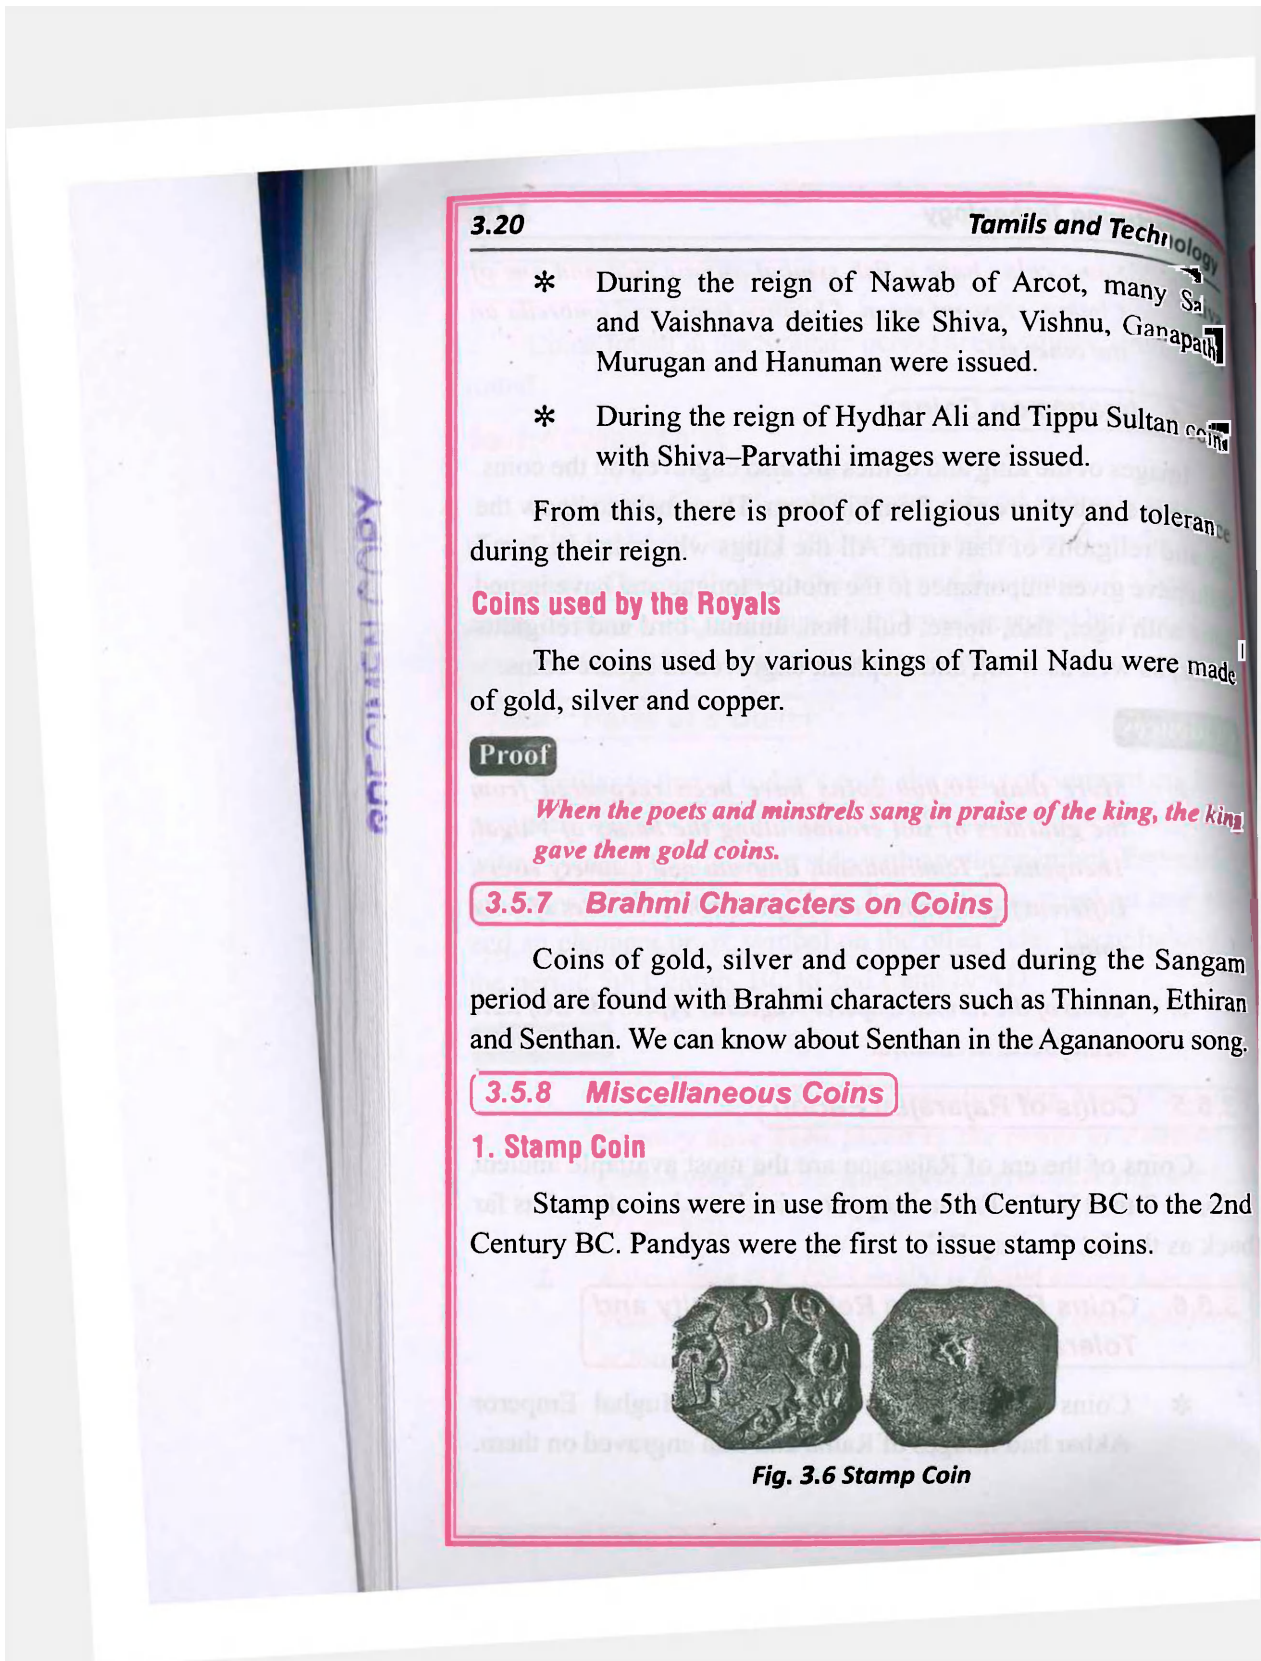 3.20 Tamils and Technology
* During the reign of Nawab of Arcot, many Saiva
and Vaishnava deities like Shiva, Vishnu, Ganapathi
Murugan and Hanuman were issued.
* During the reign of Hydhar Ali and Tippu Sultan coins
with Shiva–Parvathi images were issued.
From this, there is proof of religious unity and tolerance
during their reign.
Coins used by the Royals
The coins used by various kings of Tamil Nadu were made
of gold, silver and copper.
Proof
When the poets and minstrels sang in praise of the king, the king
gave them gold coins.
3.5.7 Brahmi Characters on Coins
Coins of gold, silver and copper used during the Sangam
period are found with Brahmi characters such as Thinnan, Ethiran
and Senthan. We can know about Senthan in the Agananooru song.
3.5.8 Miscellaneous Coins
1. Stamp Coin
Stamp coins were in use from the 5th Century BC to the 2nd
Century BC. Pandyas were the first to issue stamp coins.
Fig. 3.6 Stamp Coin
SPECIMEN COPY